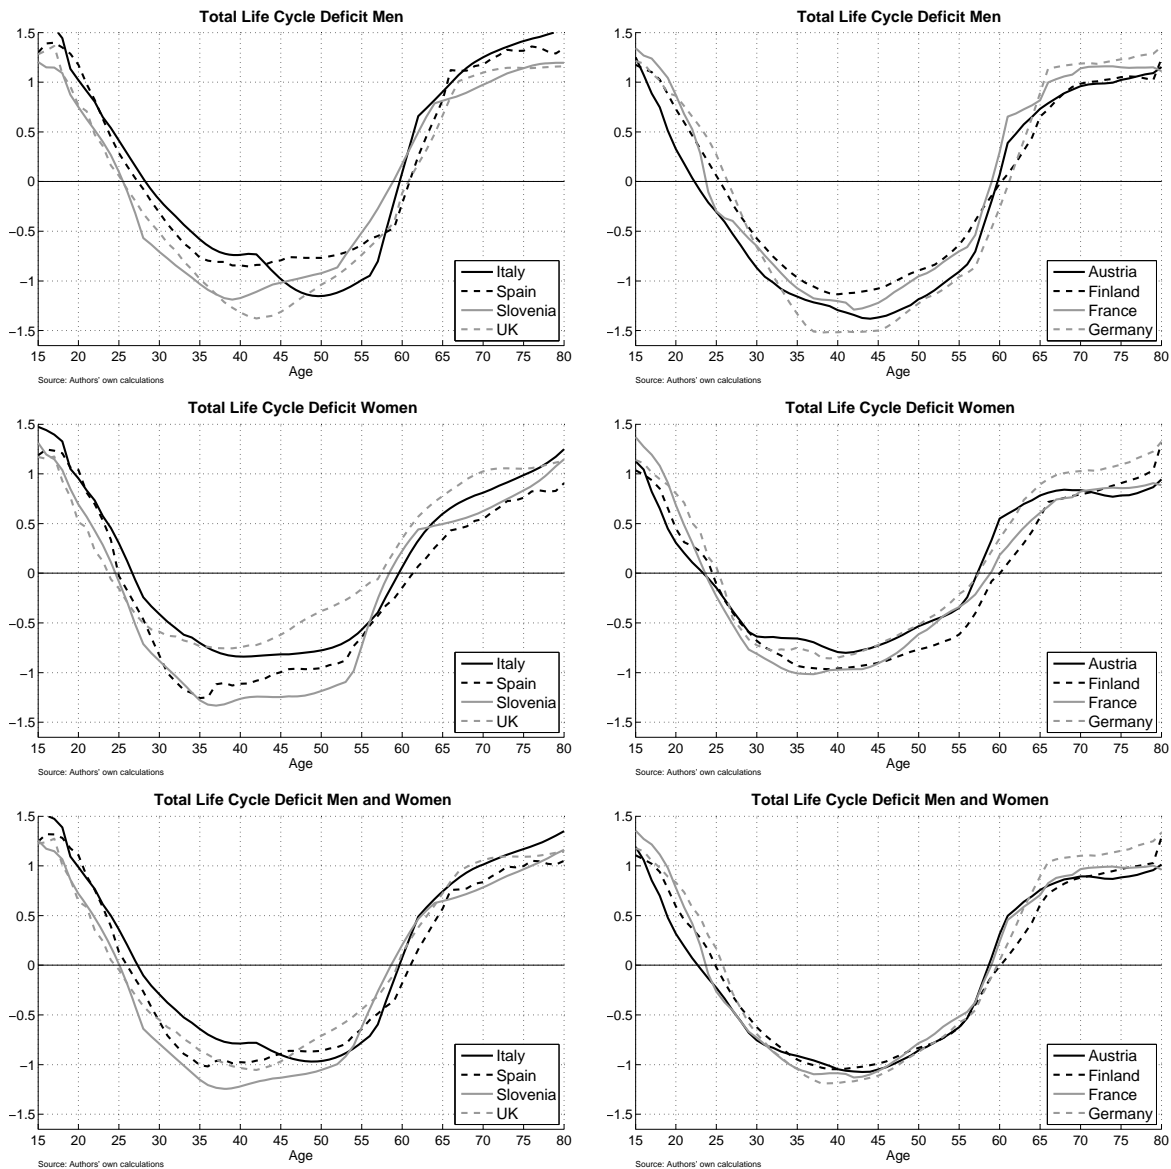 Total Life Cycle Deficit Men
1.5
1
0.5
0
−0.5
−1
−1.5
Italy
Spain
Slovenia
UK
15 20 25 30 35 40 45 50 55 60 65 70 75 80
Age
Source: Authors' own calculations
Total Life Cycle Deficit Men
1.5
1
0.5
0
−0.5
−1
−1.5
Austria
Finland
France
Germany
15 20 25 30 35 40 45 50 55 60 65 70 75 80
Age
Source: Authors' own calculations
Total Life Cycle Deficit Women
1.5
1
0.5
0
−0.5
−1
−1.5
Italy
Spain
Slovenia
UK
15 20 25 30 35 40 45 50 55 60 65 70 75 80
Age
Source: Authors' own calculations
Total Life Cycle Deficit Women
1.5
1
0.5
0
−0.5
−1
−1.5
Austria
Finland
France
Germany
15 20 25 30 35 40 45 50 55 60 65 70 75 80
Age
Source: Authors' own calculations
Total Life Cycle Deficit Men and Women
1.5
1
0.5
0
−0.5
−1
−1.5
Italy
Spain
Slovenia
UK
15 20 25 30 35 40 45 50 55 60 65 70 75 80
Age
Source: Authors' own calculations
Total Life Cycle Deficit Men and Women
1.5
1
0.5
0
−0.5
−1
−1.5
Austria
Finland
France
Germany
15 20 25 30 35 40 45 50 55 60 65 70 75 80
Age
Source: Authors' own calculations